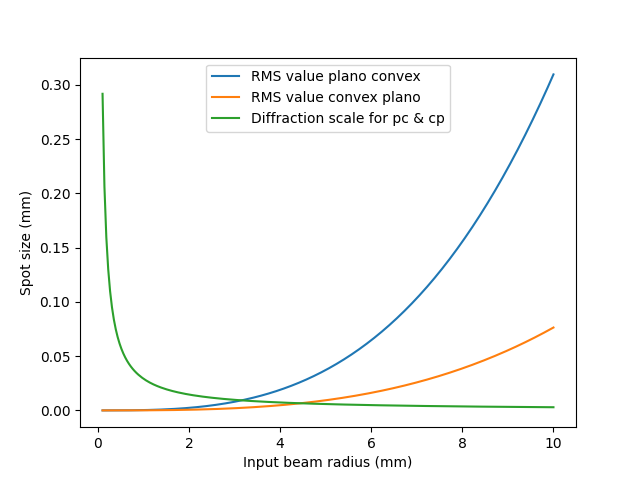 RMS value plano convex
RMS value convex plano
Diffraction scale for pc & cp
0.30
0.25
0.20
0.15
0.10
0.05
0.00
Spot size (mm)
0 2 4 6 8 10
Input beam radius (mm)